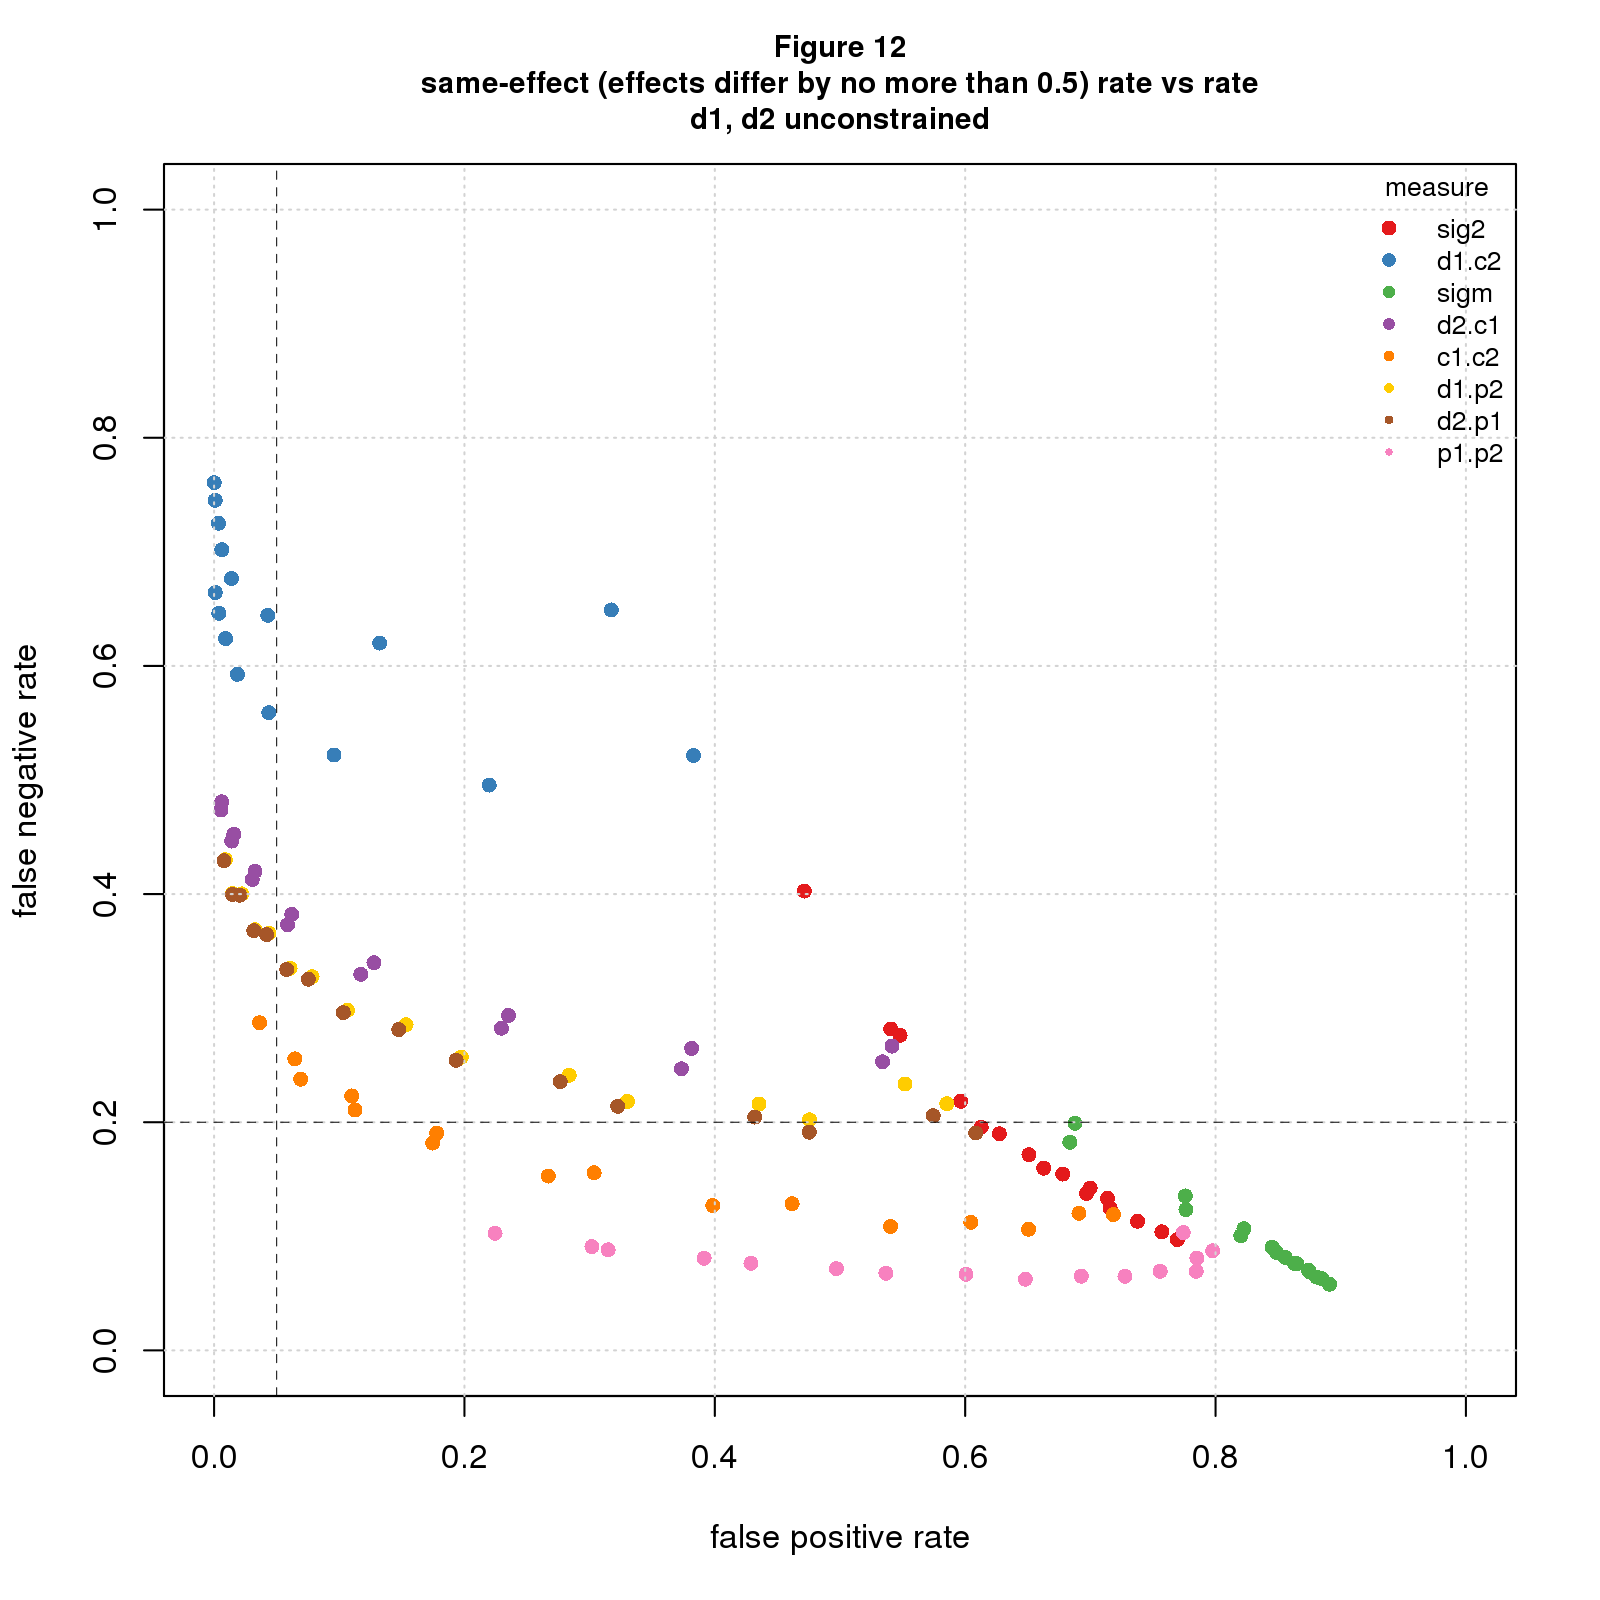 Figure 12
same-effect (effects differ by no more than 0.5) rate vs rate
d1, d2 unconstrained
measure
sig2
d1.c2
sigm
d2.c1
c1.c2
d1.p2
d2.p1
p1.p2
false negative rate
1.0
0.8
0.6
0.4
0.2
0.0
0.0 0.2 0.4 0.6 0.8 1.0
false positive rate